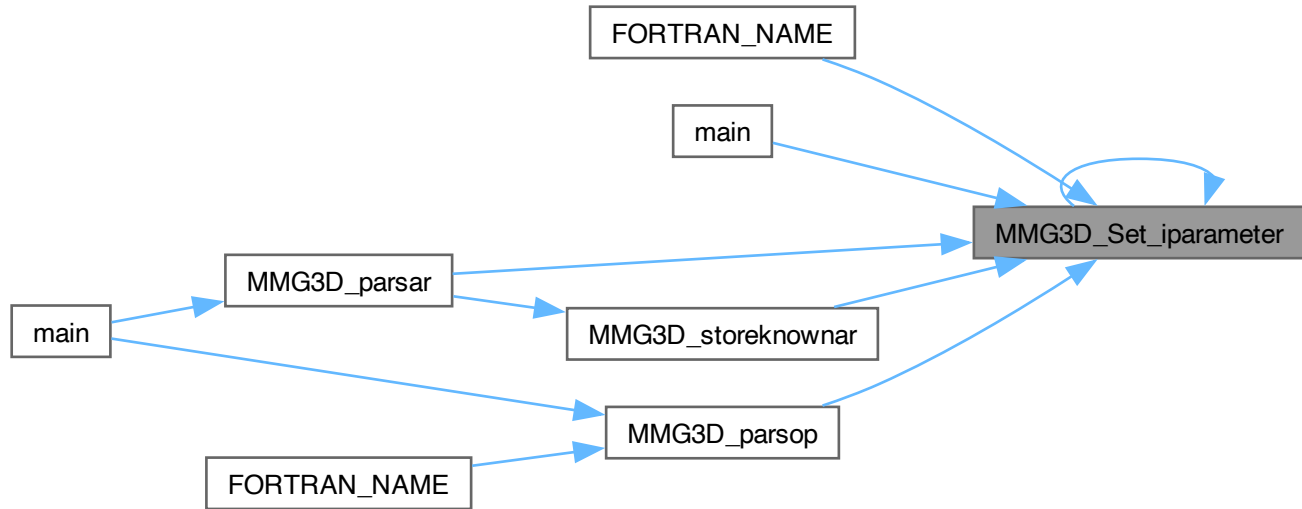 FORTRAN_NAME
main
MMG3D_Set_iparameter
MMG3D_parsar
main
MMG3D_storeknownar
MMG3D_parsop
FORTRAN_NAME